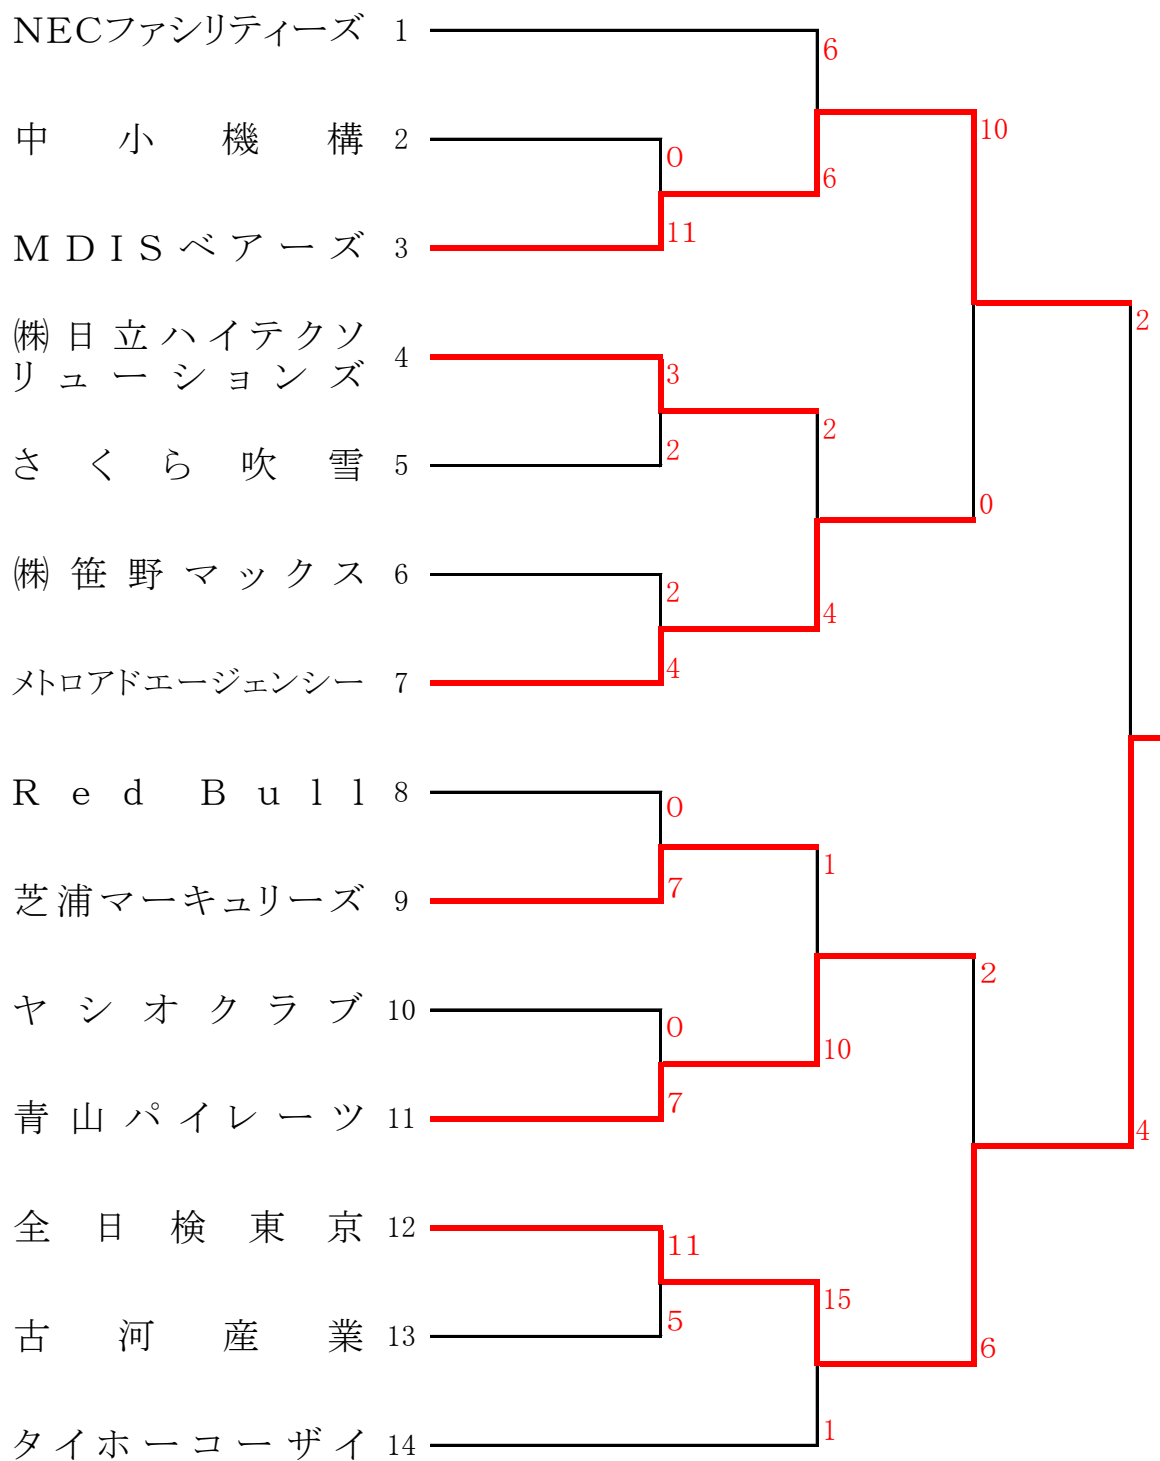 NECファシリティーズ 1
6
中小機構 2
10
0
6
11
MDISベアーズ 3
2
㈱日立ハイテクソ
リューションズ 4
3
2
2
さくら吹雪 5
0
㈱笹野マックス 6
2
4
4
メトロアドエージェンシー 7
Red Bull 8
0
1
7
芝浦マーキュリーズ 9
2
ヤシオクラブ 10
0
10
7
青山パイレーツ 11
4
全日検東京 12
11
15
5
古河産業 13
6
1
タイホーコーザイ 14